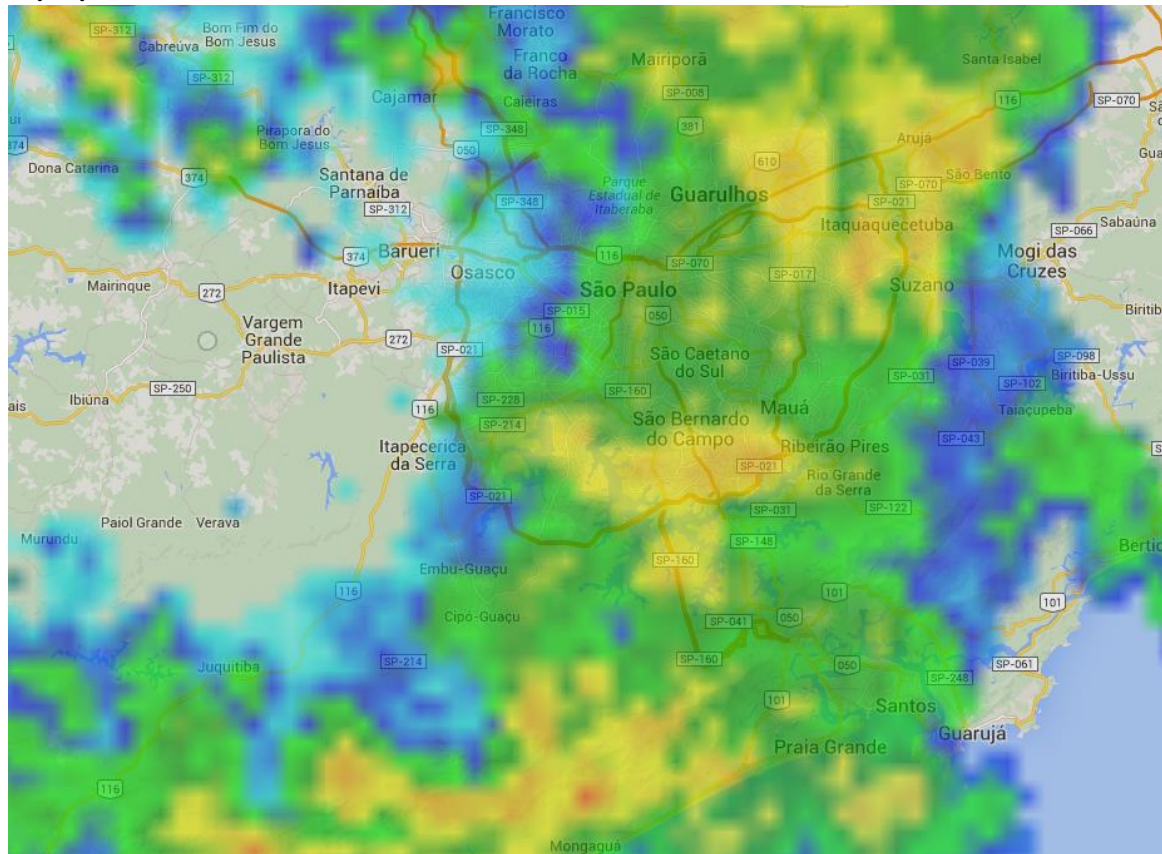 SP-312
Bom Fim do
Bom Jesus
Cabreúva
Francisco
Morato
Franco
da Rocha
Mairiporã
Santa Isabel
SP-312
SP-008
Cajamar
Caieiras
116
SP-070
381
SP-348
050
Pirapora do
Bom Jesus
Arujá
374
Dona Catarina
374
610
Santana de
Parnaíba
Parque
Estadual de
Itaberaba
Guarulhos
São Bento
SP-070
SP-312
SP-348
SP-021
Itaquaquecetuba
Sabaúna
SP-066
Barueri
374
116
SP-070
Mogi das
Cruzes
Osasco
SP-017
Mairinque
272
Itapevi
São Paulo
Suzano
SP-015
050
Vargem
Grande
Paulista
116
272
SP-021
São Caetano
do Sul
SP-039
SP-098
Biritiba-Ussu
SP-031
SP-102
SP-250
Ibiúna
SP-160
SP-228
116
Mauá
Taiaçupeba
São Bernardo
do Campo
SP-214
SP-043
Itapecerica
da Serra
Ribeirão Pires
SP-021
Rio Grande
da Serra
SP-021
SP-122
SP-031
Paiol Grande
Verava
Murundu
SP-148
SP-160
Embu-Guaçu
116
101
101
Cipó-Guaçu
SP-041
050
Juquitiba
SP-214
SP-160
050
SP-061
SP-248
101
Santos
Guarujá
Praia Grande
116
Mongaguá